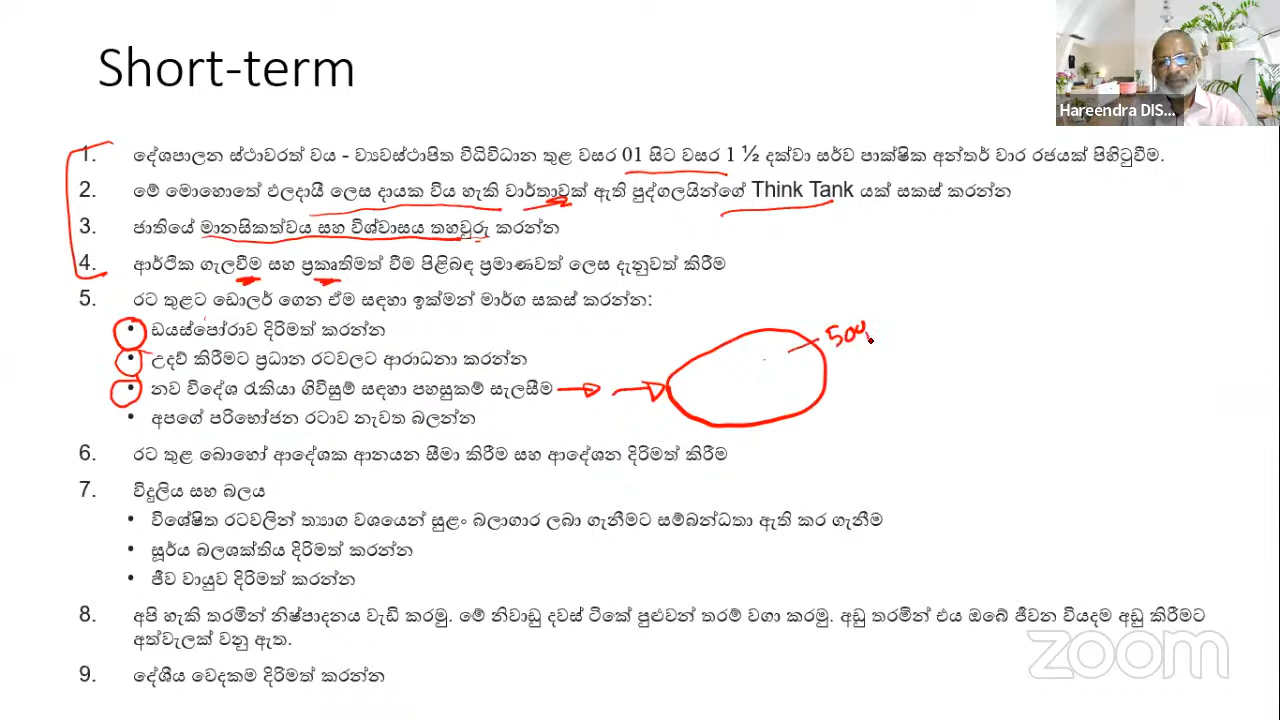 Short-term
Hareendra DIS...
1. දේශපාලන ස්ථාවරත් වය - ව්‍යවස්ථාපිත විධිවිධාන තුළ වසර 01 සිට වසර 1 ½ දක්වා සර්ව පාක්ෂික අන්තර් වාර රජයක් පිහිටුවීම.
2. මේ මොහොතේ ඵලදායී ලෙස දායක විය හැකි වාර්තාවක් ඇති පුද්ගලයින්ගේ Think Tank යක් සකස් කරන්න
3. ජාතියේ මානසිකත්වය සහ විශ්වාසය තහවුරු කරන්න
4. ආර්ථික ගැලවීම සහ ප්‍රකෘතිමත් වීම පිළිබඳ ප්‍රමාණවත් ලෙස දැනුවත් කිරීම
5. රට තුළට ඩොලර් ගෙන ඒම සඳහා ඉක්මන් මාර්ග සකස් කරන්න:
• ඩයස්පෝරාව දිරිමත් කරන්න
• උදව් කිරීමට ප්‍රධාන රටවලට ආරාධනා කරන්න
• නව විදේශ රැකියා ගිවිසුම් සඳහා පහසුකම් සැලසීම
50%
• අපගේ පරිභෝජන රටාව නැවත බලන්න
6. රට තුළ බොහෝ ආදේශක ආනයන සීමා කිරීම සහ ආදේශන දිරිමත් කිරීම
7. විදුලිය සහ බලය
• විශේෂිත රටවලින් ත්‍යාග වශයෙන් සුළං බලාගාර ලබා ගැනීමට සම්බන්ධතා ඇති කර ගැනීම
• සූර්ය බලශක්තිය දිරිමත් කරන්න
• ජීව වායුව දිරිමත් කරන්න
8. අපි හැකි තරමින් නිෂ්පාදනය වැඩි කරමු. මේ නිවාඩු දවස් ටිකේ පුළුවන් තරම් වගා කරමු. අඩු තරමින් එය ඔබේ ජීවන වියදම අඩු කිරීමට
අත්වැලක් වනු ඇත.
9. දේශීය වෙදකම දිරිමත් කරන්න
zoom